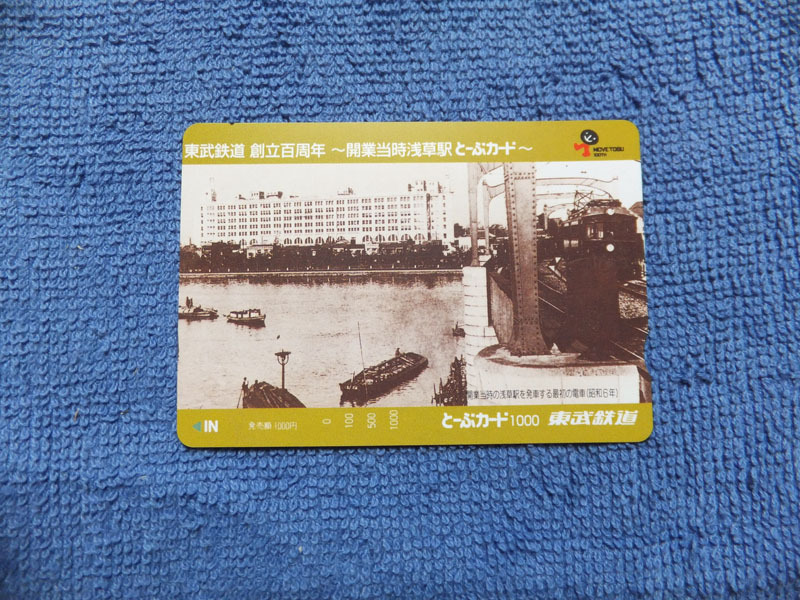 東武鉄道 創立百周年 ～開業当時浅草駅とーぶカード～
と
MOVE TOBU
100TH
開業当時の浅草駅を発車する最初の電車(昭和6年)
とーぶカード1000 東武鉄道
◀IN 発売額 1000円 0 100 500 1000